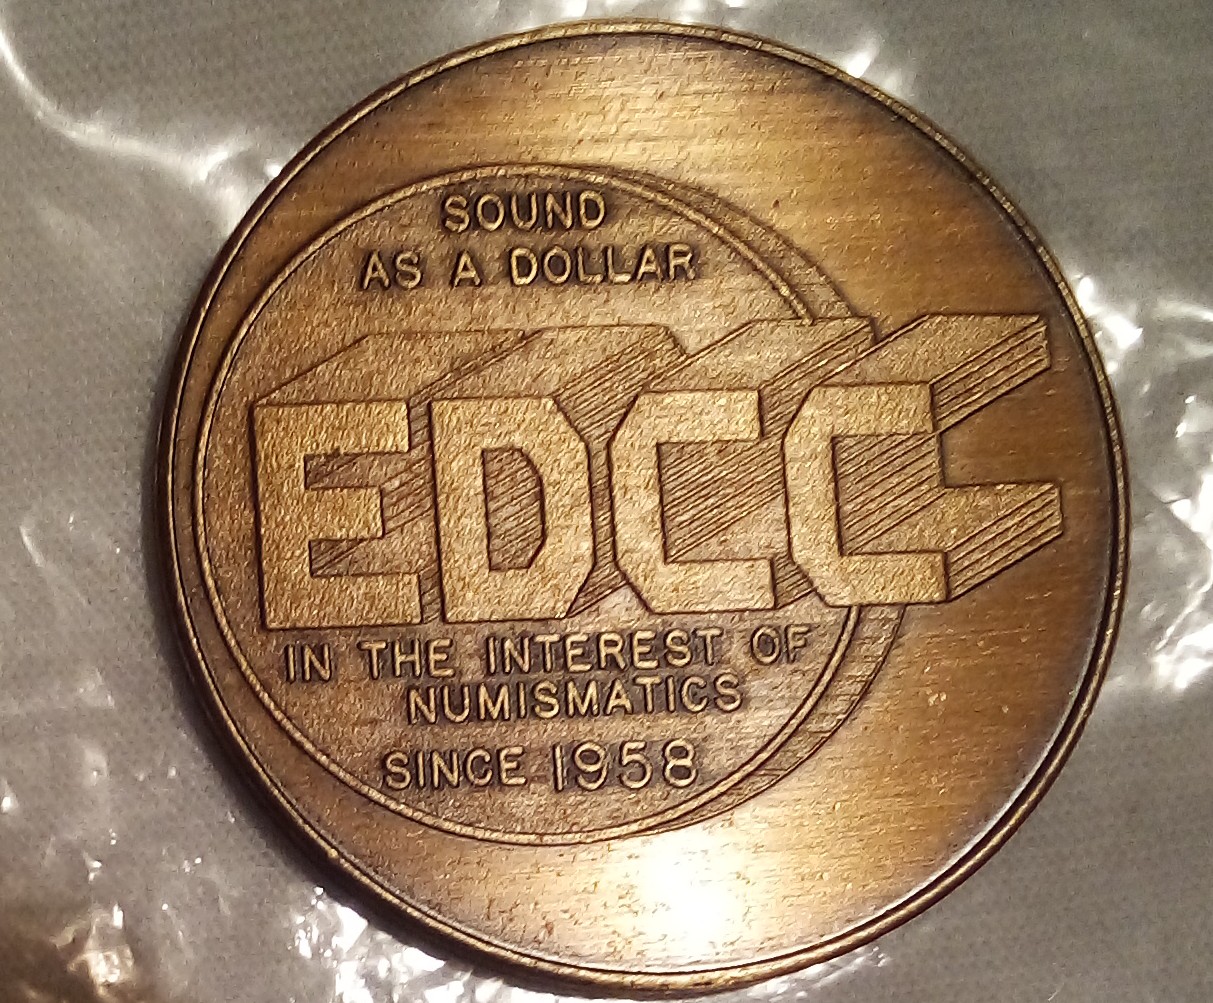 SOUND
AS A DOLLAR
EDCC
IN THE INTEREST OF
NUMISMATICS
SINCE 1958